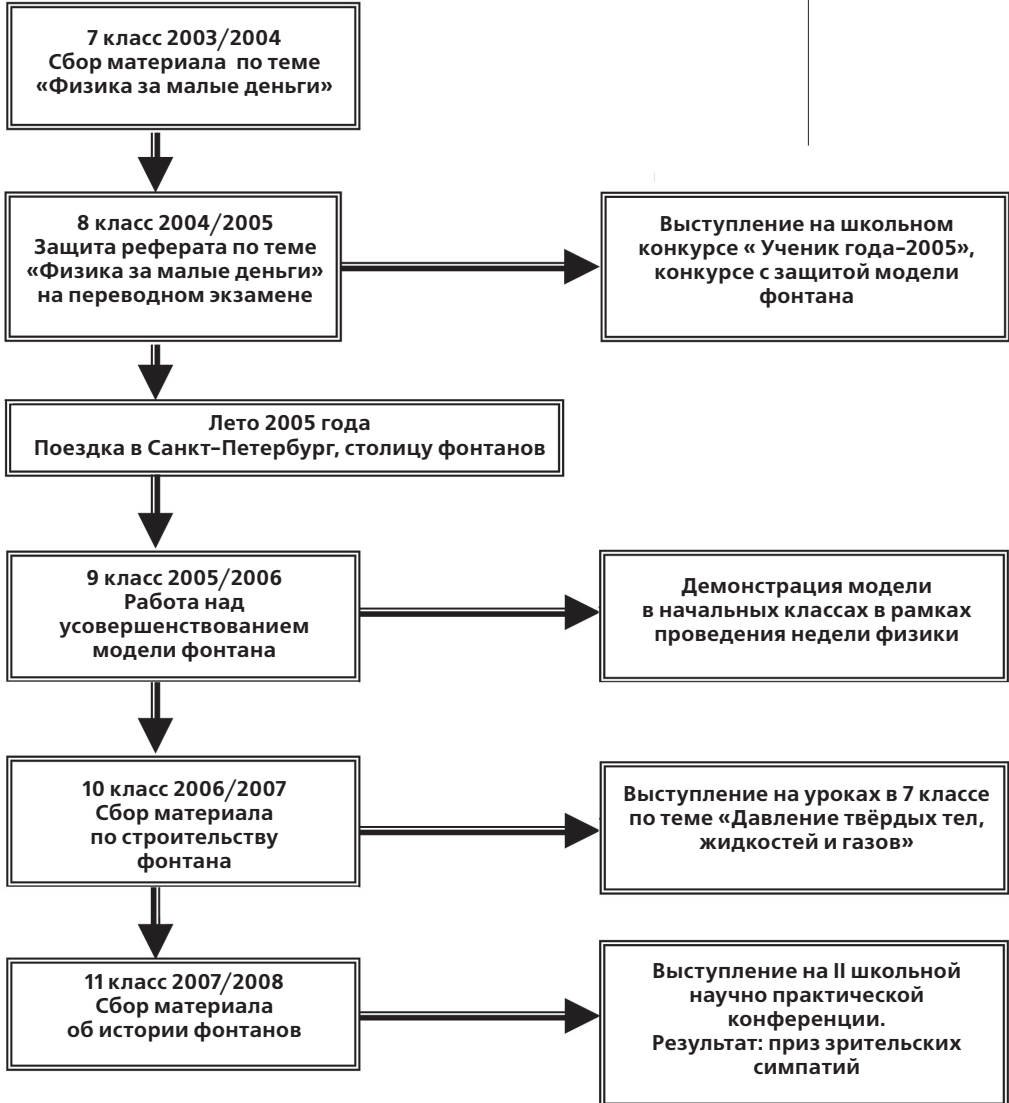 7 класс 2003/2004
Сбор материала по теме
«Физика за малые деньги»
8 класс 2004/2005
Защита реферата по теме
«Физика за малые деньги»
на переводном экзамене
Выступление на школьном
конкурсе « Ученик года–2005»,
конкурсе с защитой модели
фонтана
Лето 2005 года
Поездка в Санкт–Петербург, столицу фонтанов
9 класс 2005/2006
Работа над
усовершенствованием
модели фонтана
Демонстрация модели
в начальных классах в рамках
проведения недели физики
10 класс 2006/2007
Сбор материала
по строительству
фонтана
Выступление на уроках в 7 классе
по теме «Давление твёрдых тел,
жидкостей и газов»
11 класс 2007/2008
Сбор материала
об истории фонтанов
Выступление на II школьной
научно практической
конференции.
Результат: приз зрительских
симпатий